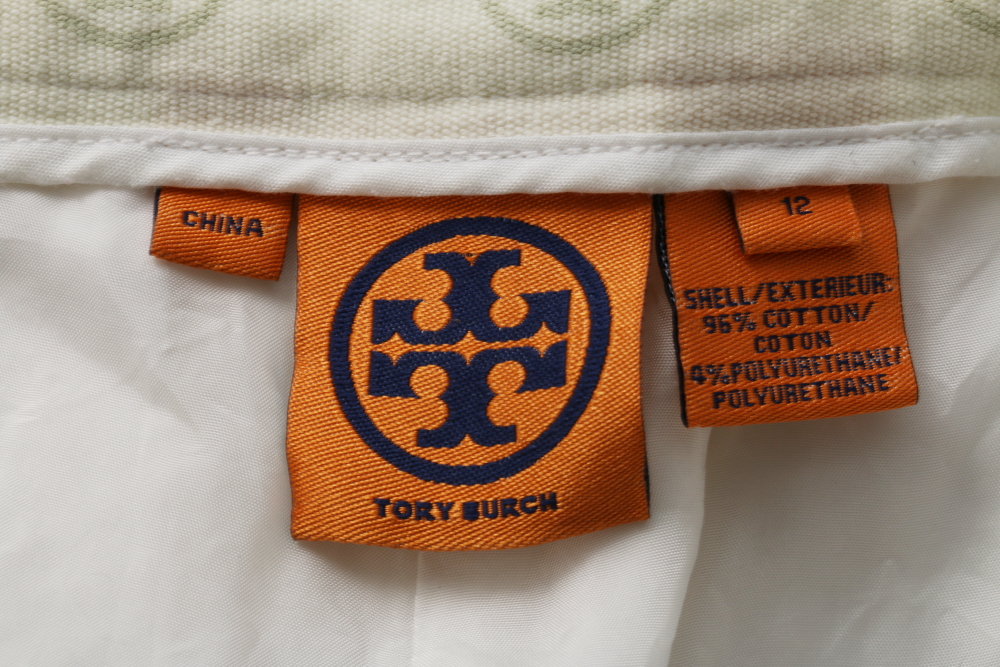 CHINA
TORY BURCH
12
SHELL/EXTERIEUR:
96% COTTON/
COTON
4%POLYURETHANE/
POLYURETHANE